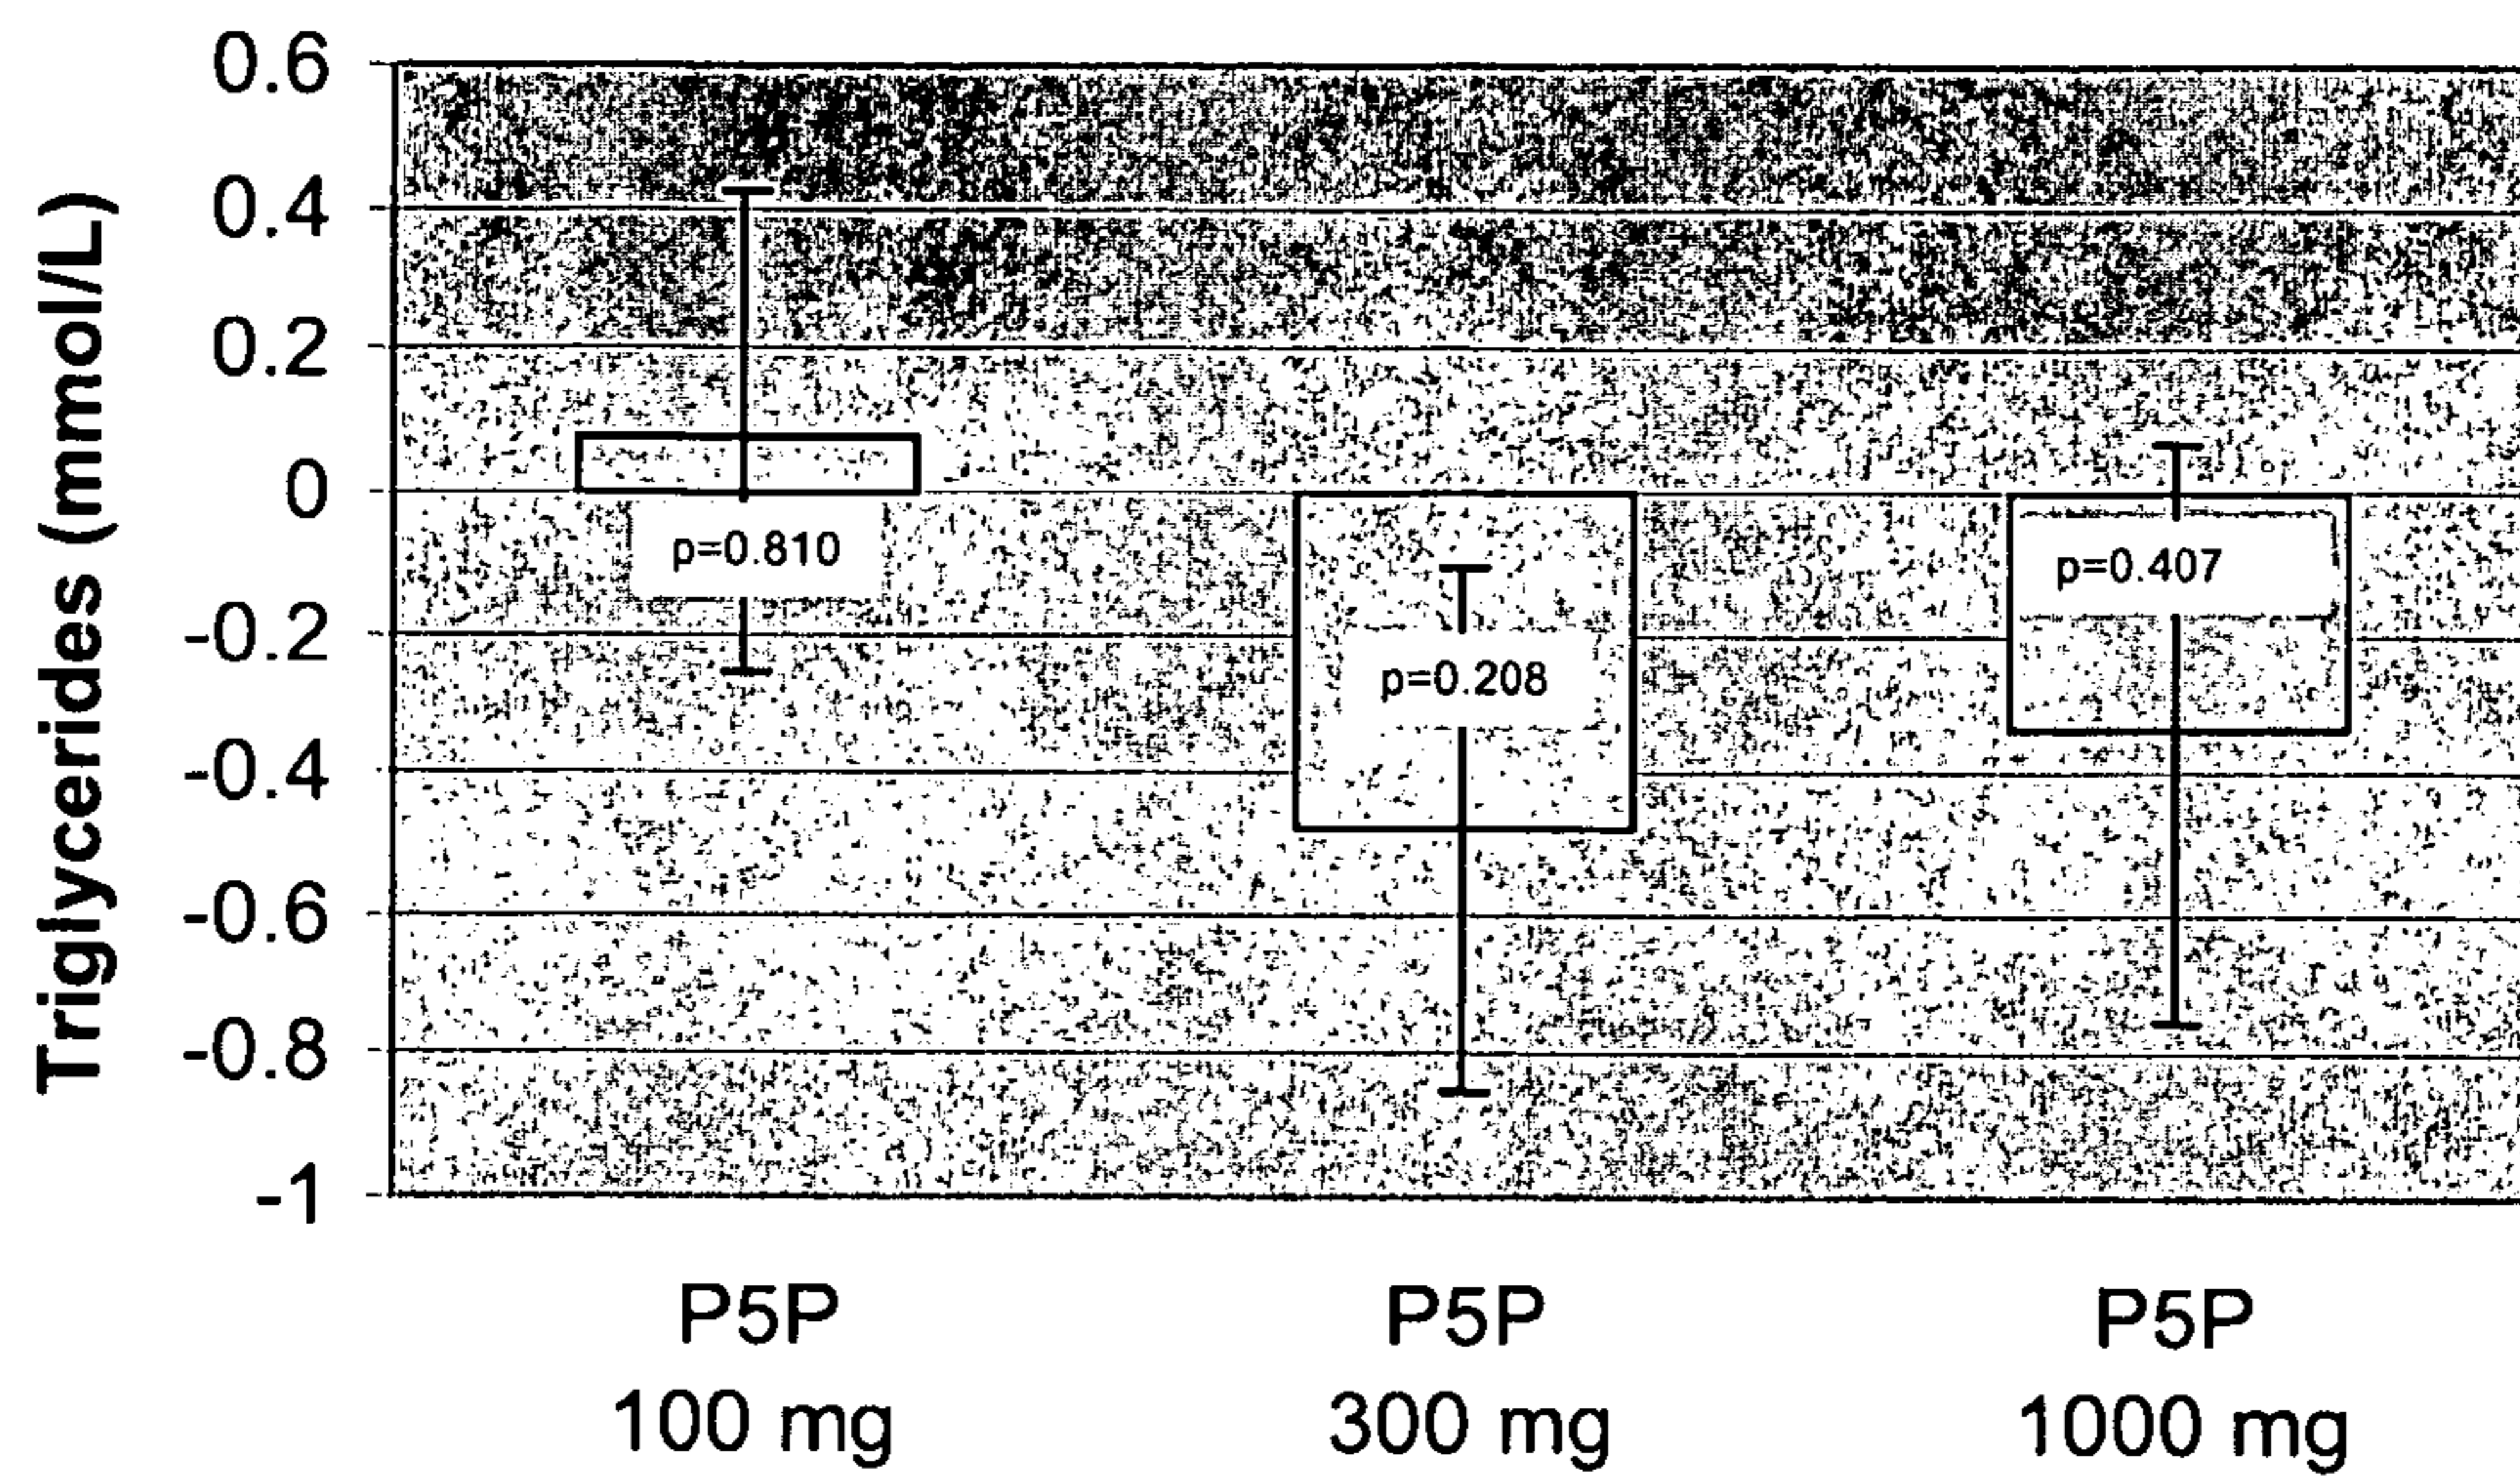 Triglycerides (mmol/L)
0.6
0.4
0.2
0
-0.2
-0.4
-0.6
-0.8
-1
p=0.810
p=0.208
p=0.407
P5P
100 mg
P5P
300 mg
P5P
1000 mg